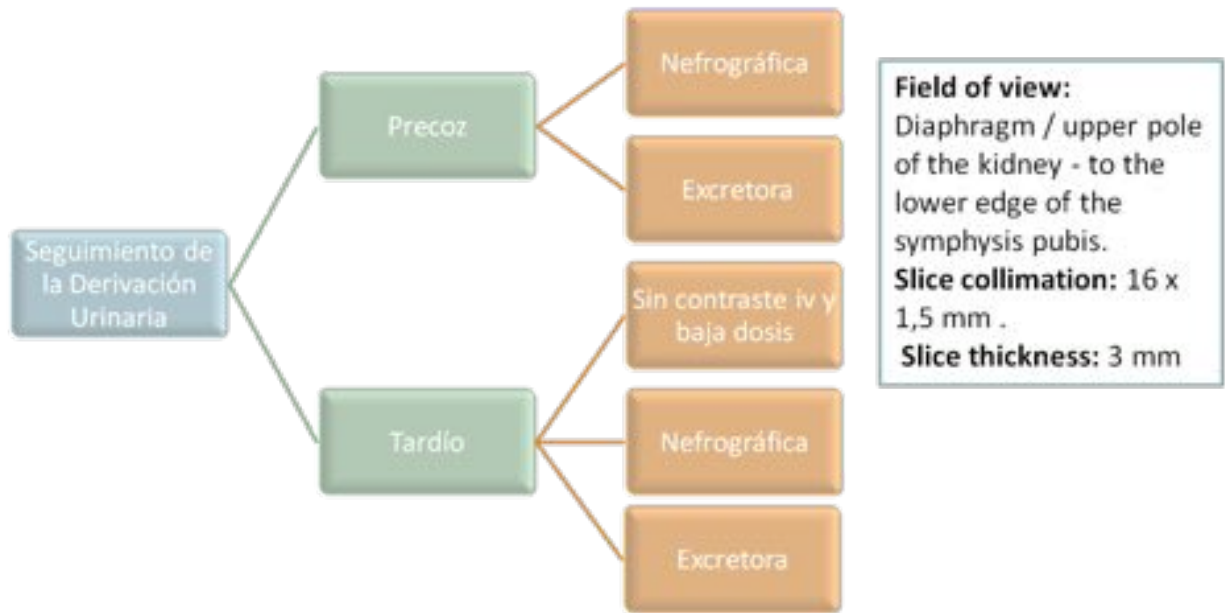 Seguimiento de
la Derivación
Urinaria
Precoz
Nefrográfica
Excretora
Tardío
Sin contraste iv y
baja dosis
Nefrográfica
Excretora
Field of view:
Diaphragm / upper pole
of the kidney - to the
lower edge of the
symphysis pubis.
Slice collimation: 16 x
1,5 mm .
Slice thickness: 3 mm